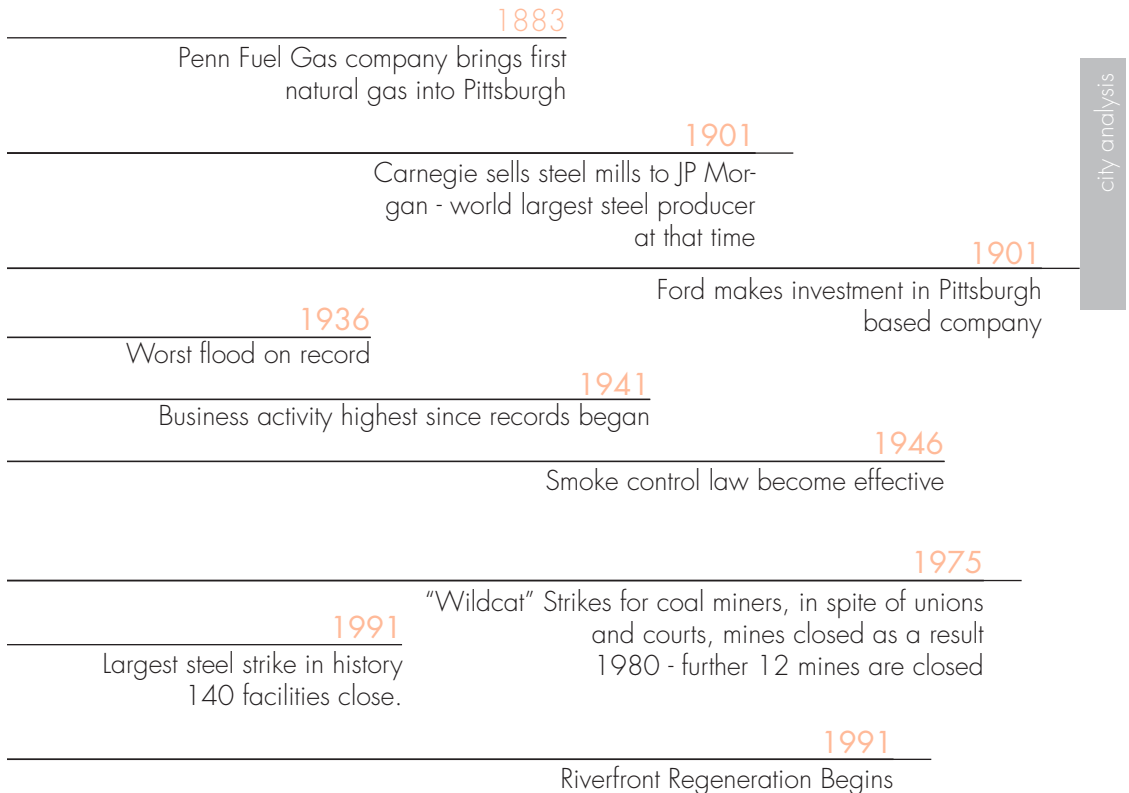 1883
Penn Fuel Gas company brings first
natural gas into Pittsburgh
city analysis
1901
Carnegie sells steel mills to JP Mor-
gan - world largest steel producer
at that time
1901
Ford makes investment in Pittsburgh
based company
1936
Worst flood on record
1941
Business activity highest since records began
1946
Smoke control law become effective
1975
“Wildcat” Strikes for coal miners, in spite of unions
and courts, mines closed as a result
1980 - further 12 mines are closed
1991
Largest steel strike in history
140 facilities close.
1991
Riverfront Regeneration Begins